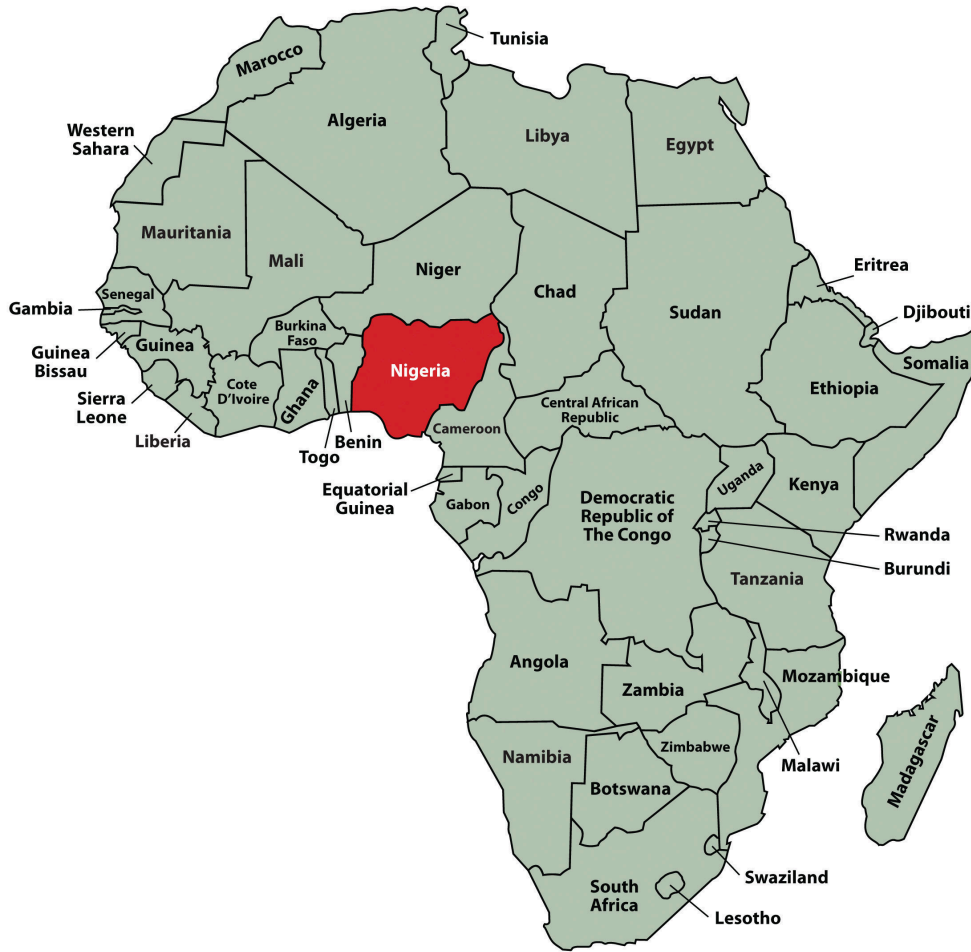 Tunisia
Marocco
Algeria
Western
Sahara
Libya
Egypt
Mauritania
Mali
Niger
Chad
Sudan
Eritrea
Senegal
Gambia
Djibouti
Burkina
Faso
Guinea
Guinea
Bissau
Nigeria
Somalia
Ethiopia
Cote
D'Ivoire
Ghana
Sierra
Leone
Central African
Republic
Liberia
Cameroon
Benin
Togo
Equatorial
Guinea
Gabon
Congo
Democratic
Republic of
The Congo
Uganda
Kenya
Rwanda
Burundi
Tanzania
Angola
Zambia
Mozambique
Malawi
Madagascar
Namibia
Zimbabwe
Botswana
Swaziland
South
Africa
Lesotho